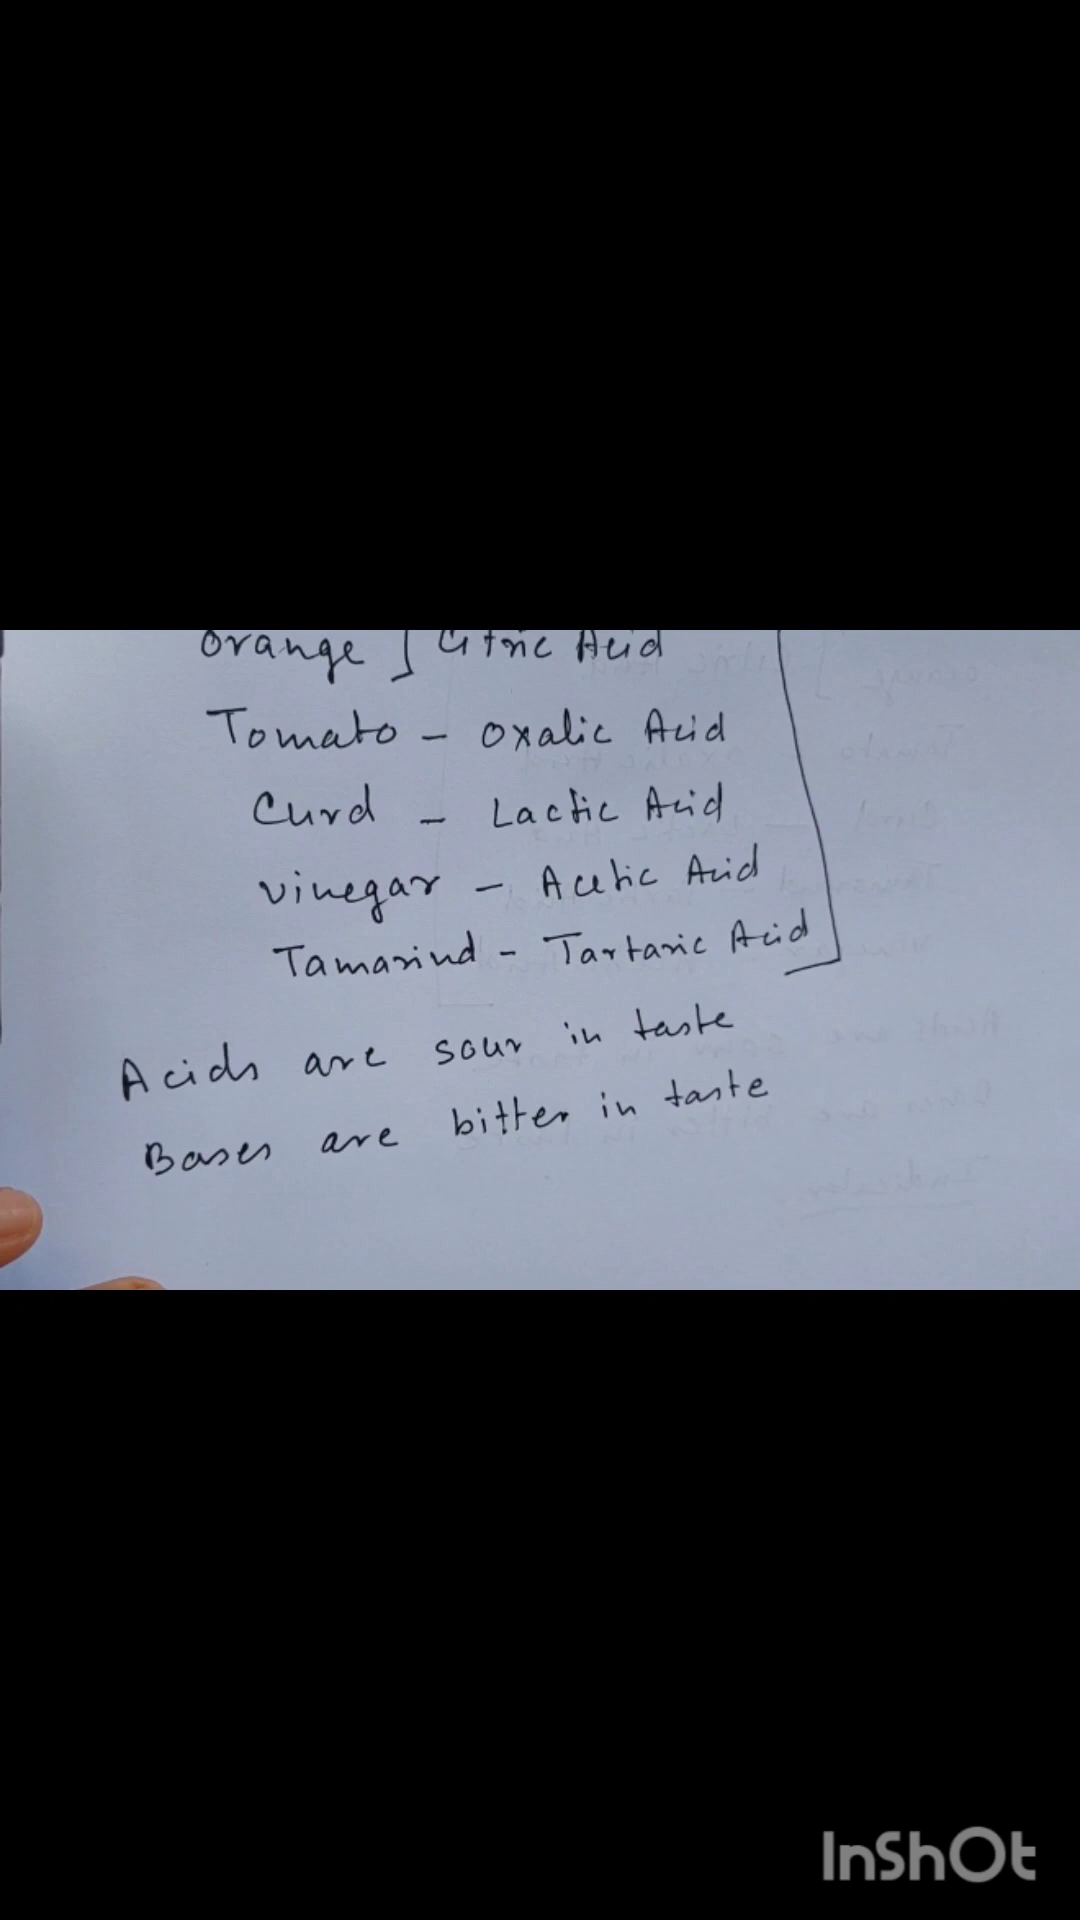 Orange ] Citric Acid
Tomato - Oxalic Acid
Curd - Lactic Acid
Vinegar - Acetic Acid
Tamarind - Tartaric Acid
Acids are sour in taste
Bases are bitter in taste
InShOt